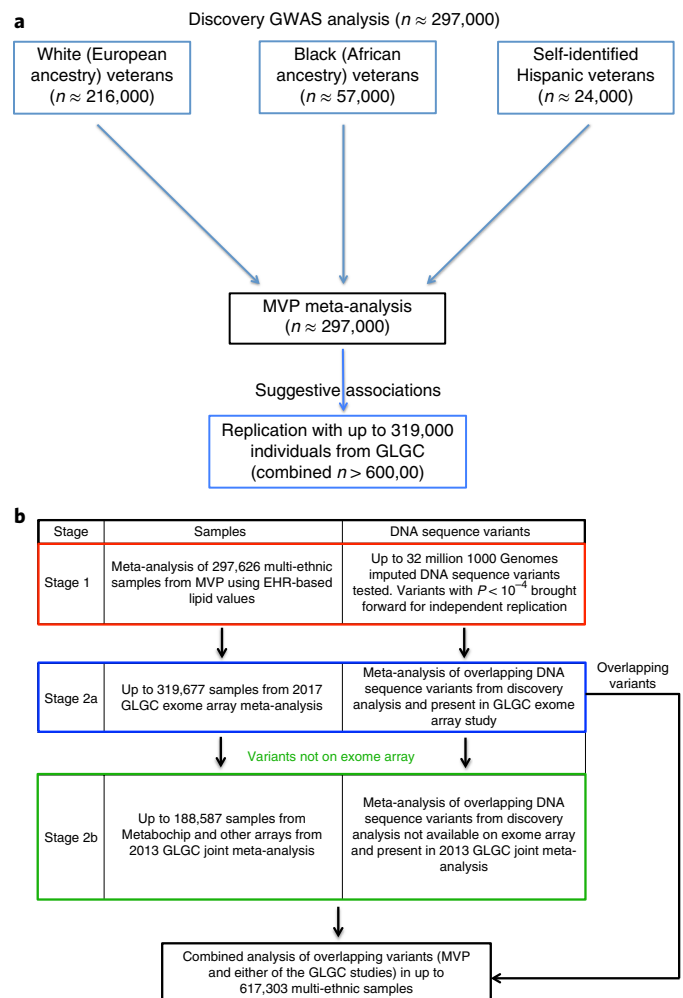 a
Discovery GWAS analysis (n ≈ 297,000)
White (European
ancestry) veterans
(n ≈ 216,000)
Black (African
ancestry) veterans
(n ≈ 57,000)
Self-identified
Hispanic veterans
(n ≈ 24,000)
MVP meta-analysis
(n ≈ 297,000)
Suggestive associations
Replication with up to 319,000
individuals from GLGC
(combined n > 600,00)
b
Stage
Samples
DNA sequence variants
Stage 1
Meta-analysis of 297,626 multi-ethnic
samples from MVP using EHR-based
lipid values
Up to 32 million 1000 Genomes
imputed DNA sequence variants
tested. Variants with P < 10⁻⁴ brought
forward for independent replication
Overlapping
variants
Stage 2a
Up to 319,677 samples from 2017
GLGC exome array meta-analysis
Meta-analysis of overlapping DNA
sequence variants from discovery
analysis and present in GLGC exome
array study
Variants not on exome array
Stage 2b
Up to 188,587 samples from
Metabochip and other arrays from
2013 GLGC joint meta-analysis
Meta-analysis of overlapping DNA
sequence variants from discovery
analysis not available on exome array
and present in 2013 GLGC joint meta-
analysis
Combined analysis of overlapping variants (MVP
and either of the GLGC studies) in up to
617,303 multi-ethnic samples